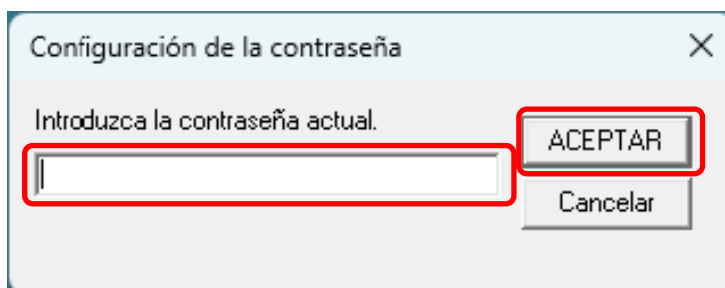 Configuración de la contraseña
Introduzca la contraseña actual.
ACEPTAR
Cancelar